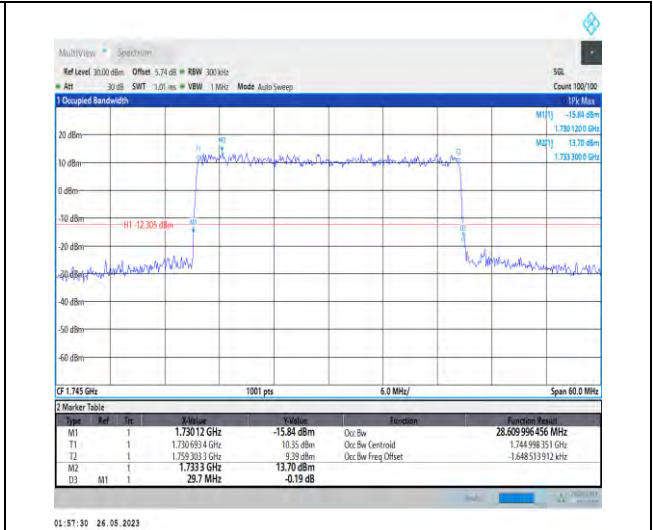 MultiView Spectrum
Ref Level 30.00 dBm Offset 5.74 dB RBW 300 kHz SGL
Att 30 dB SWT 1.01 ms VBW 1 MHz Mode Auto Sweep Count 100/100
1 Occupied Bandwidth 1Pk Max
M1[1] -15.84 dBm
1.730 120 0 GHz
M2[1] 13.70 dBm
1.733 300 0 GHz
20 dBm
T1 M2 T2
10 dBm
0 dBm
-10 dBm
H1 -12.305 dBm M1 D3
-20 dBm
-30 dBm
-40 dBm
-50 dBm
-60 dBm
CF 1.745 GHz 1001 pts 6.0 MHz/ Span 60.0 MHz
2 Marker Table
Type Ref Trc X-Value Y-Value Function Function Result
M1 1 1.73012 GHz -15.84 dBm Occ Bw 28.609 996 456 MHz
T1 1 1.730 693 4 GHz 10.35 dBm Occ Bw Centroid 1.744 998 351 GHz
T2 1 1.759 303 3 GHz 9.39 dBm Occ Bw Freq Offset -1.648 513 912 kHz
M2 1 1.7333 GHz 13.70 dBm
D3 M1 1 29.7 MHz -0.19 dB
01:57:30 26.05.2023